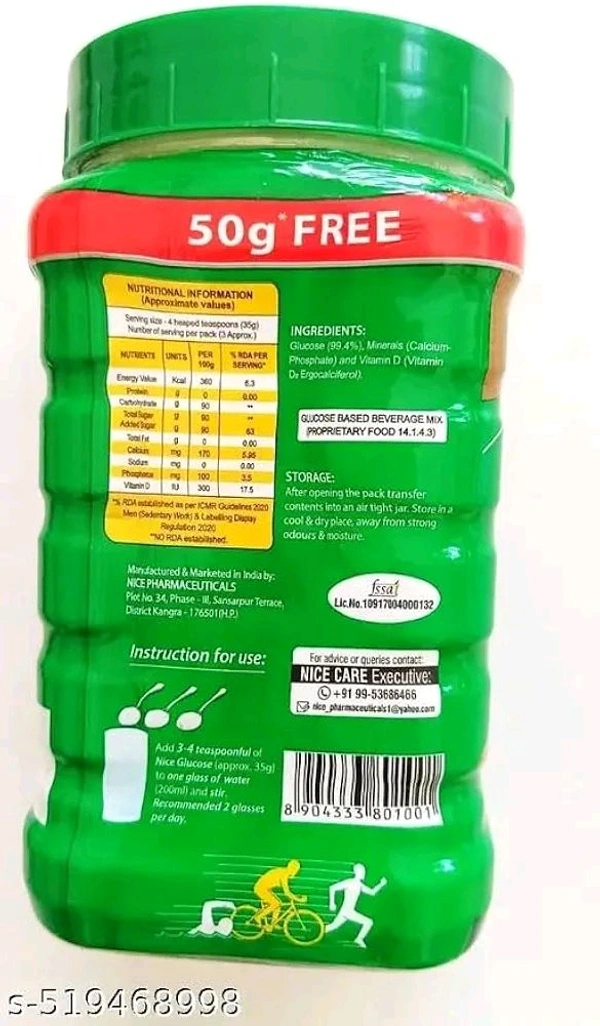 50g* FREE
NUTRITIONAL INFORMATION
(Approximate values)
Serving size - 4 heaped teaspoons (35g)
Number of serving per pack (3 Approx.)
NUTRIENTS UNITS PER 100g % RDA PER SERVING*
Energy Value Kcal 360 6.3
Protein g 0 0.00
Carbohydrate g 90 **
Total Sugar g 90 **
Added Sugar g 90 63
Total Fat g 0 0.00
Calcium mg 170 5.95
Sodium mg 0 0.00
Phosphorus mg 100 3.5
Vitamin D IU 300 17.5
*% RDA established as per ICMR Guidelines 2020
Men (Sedentary Work) & Labelling Display
Regulation 2020
**NO RDA established.
INGREDIENTS:
Glucose (99.4%), Minerals (Calcium-
Phosphate) and Vitamin D (Vitamin
D₂ Ergocalciferol).
GLUCOSE BASED BEVERAGE MIX
(PROPRIETARY FOOD 14.1.4.3)
STORAGE:
After opening the pack transfer
contents into an air tight jar. Store in a
cool & dry place, away from strong
odours & moisture.
Manufactured & Marketed in India by:
NICE PHARMACEUTICALS
Plot No. 34, Phase - III, Sansarpur Terrace,
District Kangra - 176501(H.P.)
fssai
Lic.No.10917004000132
Instruction for use:
Add 3-4 teaspoonful of
Nice Glucose (approx. 35g)
to one glass of water
(200ml) and stir.
Recommended 2 glasses
per day.
For advice or queries contact:
NICE CARE Executive:
+91 99-53686466
nice_pharmaceuticals1@yahoo.com
8 904333 801001
s-519468998